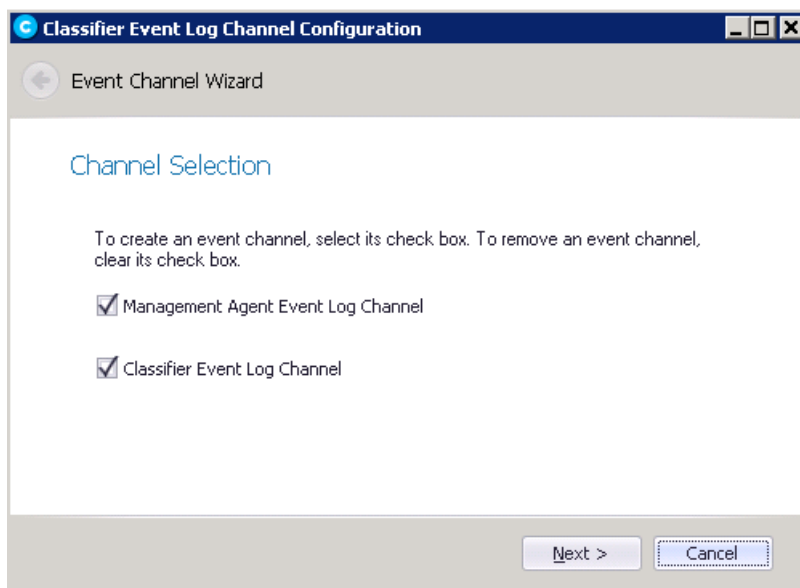 Classifier Event Log Channel Configuration
Event Channel Wizard
Channel Selection
To create an event channel, select its check box. To remove an event channel,
clear its check box.
Management Agent Event Log Channel
Classifier Event Log Channel
Next >
Cancel